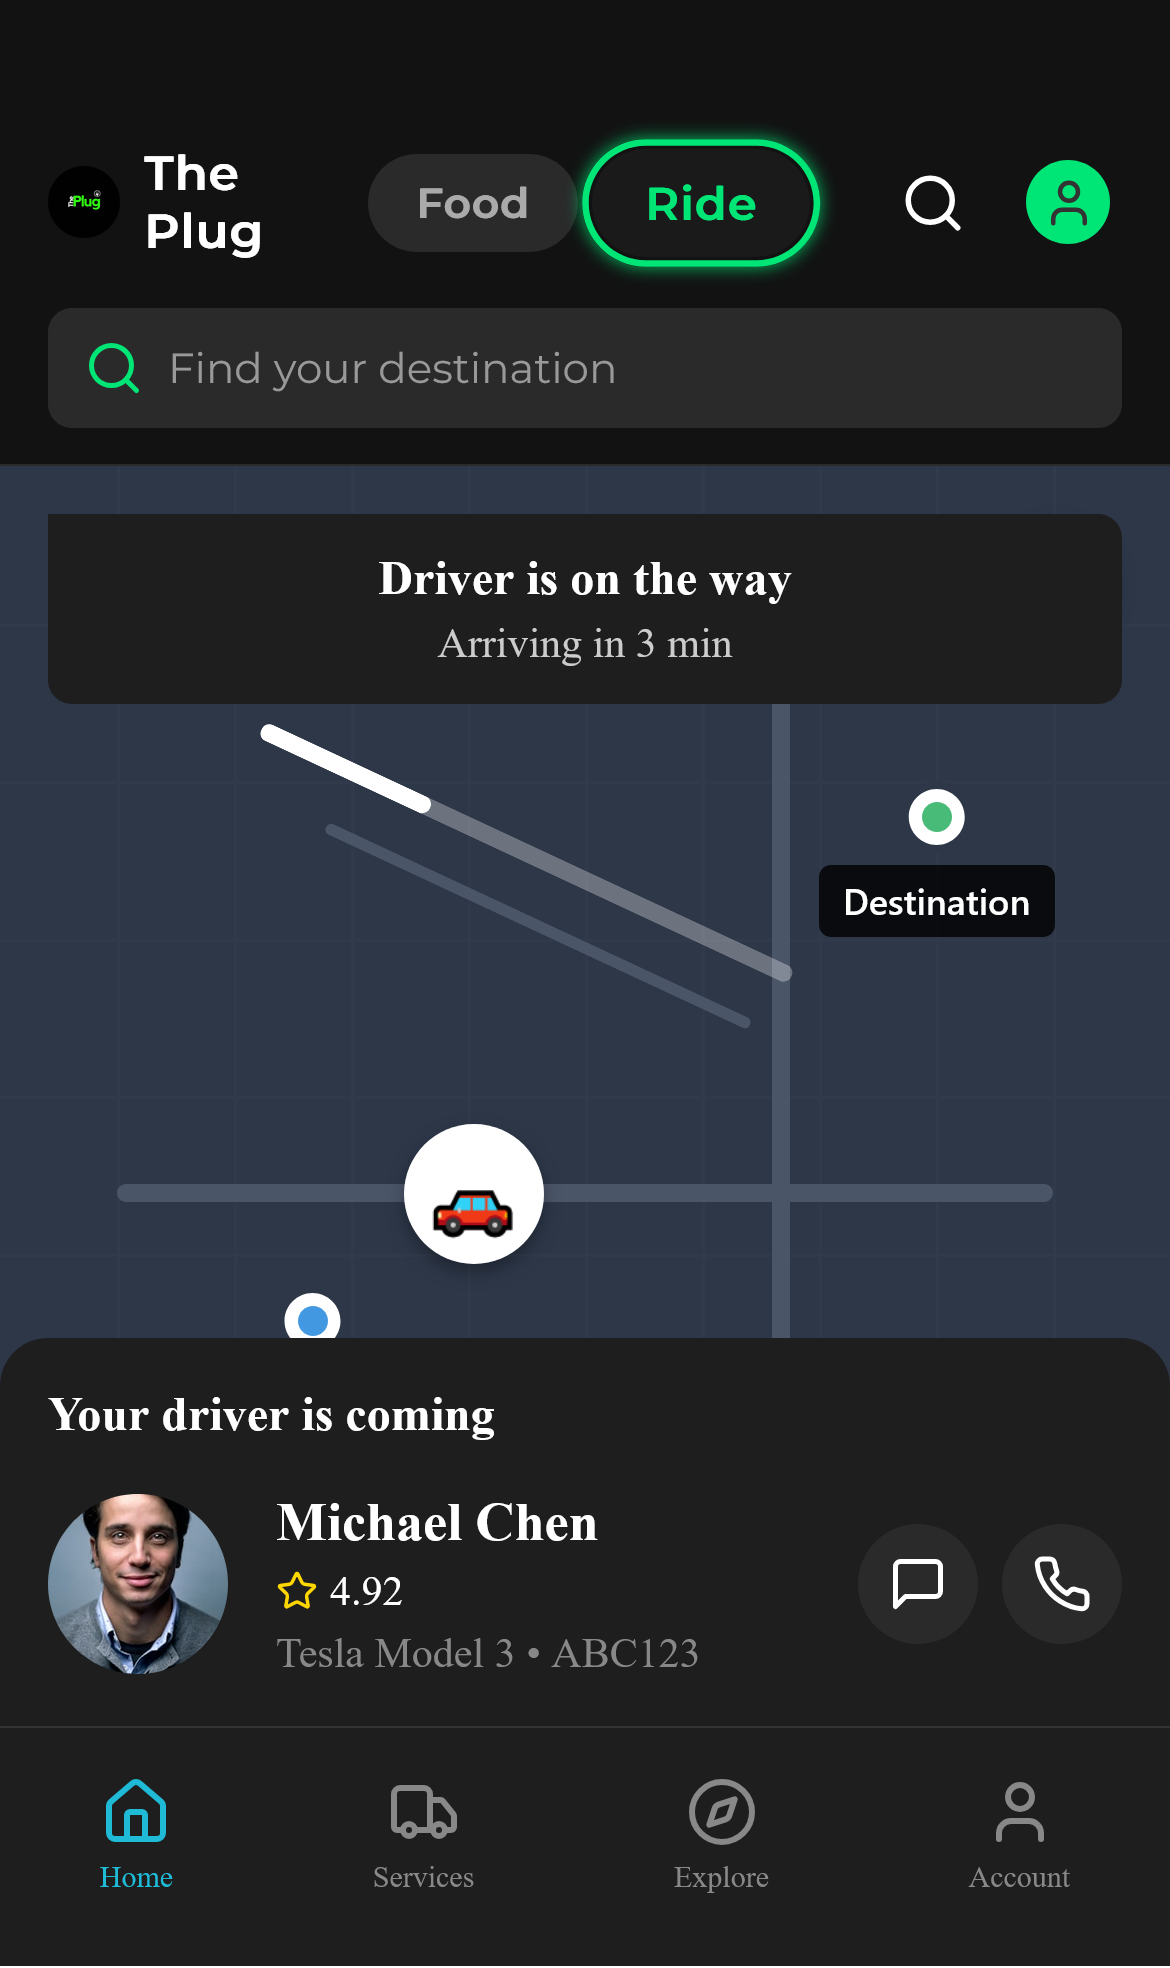 The Plug
The
Plug
Food
Ride
Find your destination
Driver is on the way
Arriving in 3 min
Destination
Your driver is coming
Michael Chen
4.92
Tesla Model 3 • ABC123
Home
Services
Explore
Account